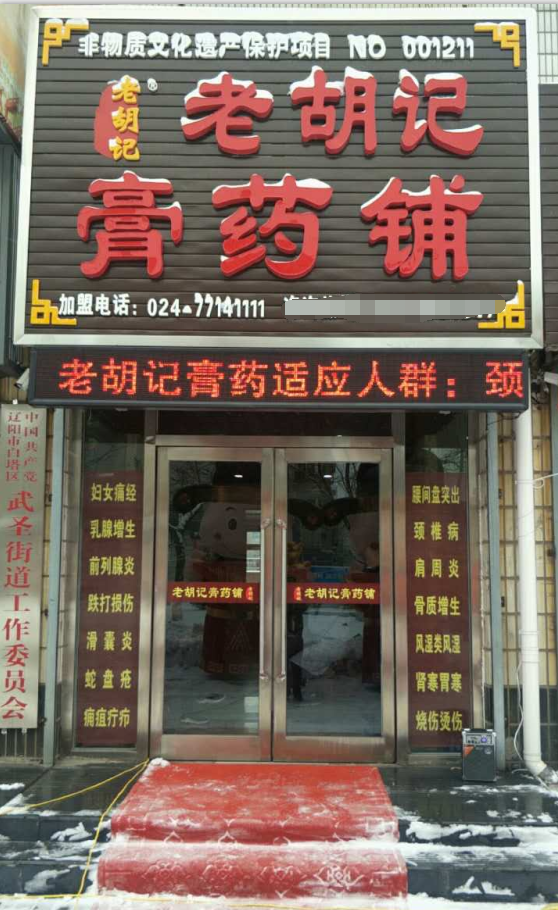 非物质文化遗产保护项目 NO 001211
老胡记®
老胡记
膏药铺
加盟电话：024-77141111
老胡记膏药适应人群：颈
中国共产党
辽阳市白塔区
武圣街道工作委员会
妇女痛经
乳腺增生
前列腺炎
跌打损伤
滑囊炎
蛇盘疮
痈疽疔疖
老胡记膏药铺
老胡记膏药铺
腰间盘突出
颈椎病
肩周炎
骨质增生
风湿类风湿
肾寒胃寒
烧伤烫伤